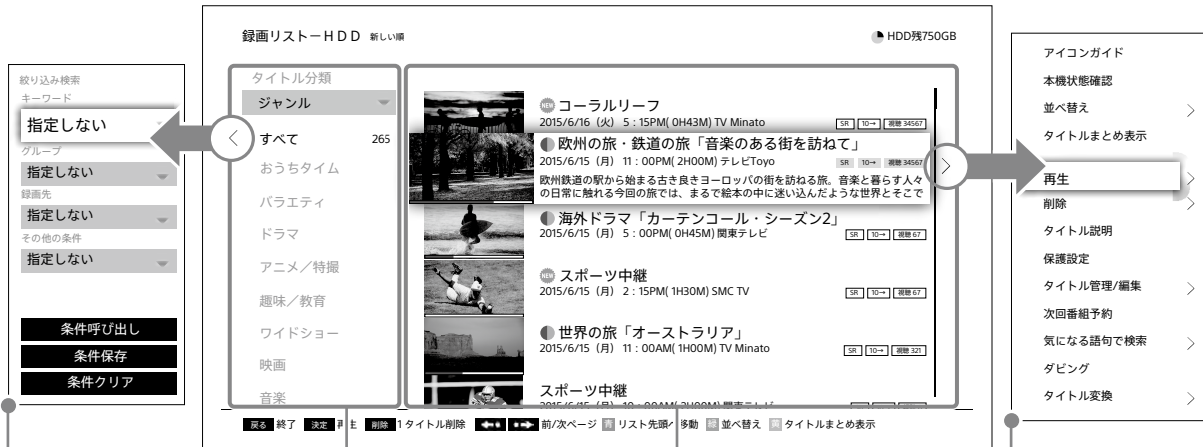 録画リスト－ＨＤＤ 新しい順
HDD残750GB
絞り込み検索
キーワード
指定しない
グループ
指定しない
録画先
指定しない
その他の条件
指定しない
条件呼び出し
条件保存
条件クリア
タイトル分類
ジャンル
すべて 265
おうちタイム
バラエティ
ドラマ
アニメ／特撮
趣味／教育
ワイドショー
映画
音楽
NEW コーラルリーフ
2015/6/16（火） 5 : 15PM( 0H43M) TV Minato SR 10→ 視聴 34567
欧州の旅・鉄道の旅「音楽のある街を訪ねて」
2015/6/15（月） 11 : 00PM( 2H00M) テレビToyo SR 10→ 視聴 34567
欧州鉄道の駅から始まる古き良きヨーロッパの街を訪ねる旅。音楽と暮らす人々
の日常に触れる今回の旅では、まるで絵本の中に迷い込んだような世界とそこで
海外ドラマ「カーテンコール・シーズン2」
2015/6/15（月） 5 : 00PM( 0H45M) 関東テレビ SR 10→ 視聴 67
NEW スポーツ中継
2015/6/15（月） 2 : 15PM( 1H30M) SMC TV SR 10→ 視聴 67
世界の旅「オーストラリア」
2015/6/15（月） 11 : 00AM( 1H00M) TV Minato SR 10→ 視聴 321
スポーツ中継
2015/6/15（月） 10 : 00AM( 2H00M) 関東テレビ
戻る 終了 決定 再生 削除 1タイトル削除 前/次ページ 青 リスト先頭へ移動 緑 並べ替え 黄 タイトルまとめ表示
アイコンガイド
本機状態確認
並べ替え
タイトルまとめ表示
再生
削除
タイトル説明
保護設定
タイトル管理/編集
次回番組予約
気になる語句で検索
ダビング
タイトル変換